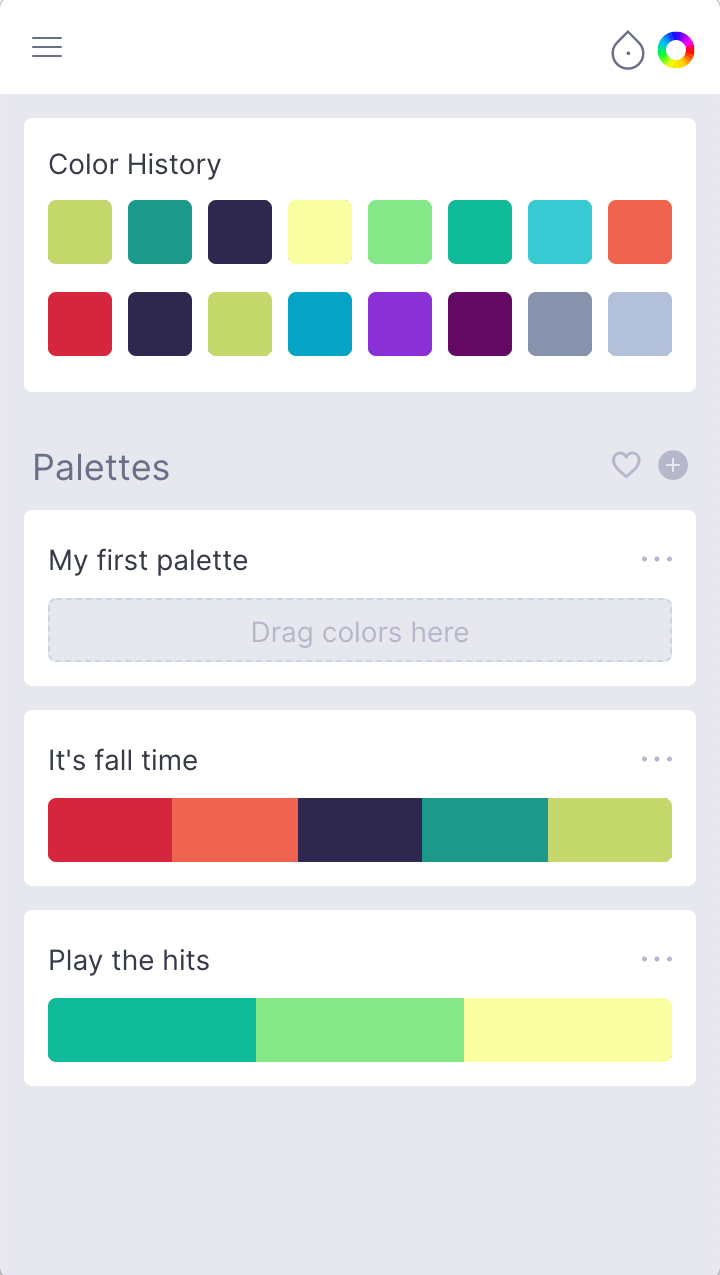 Color History
Palettes
My first palette
Drag colors here
It's fall time
Play the hits